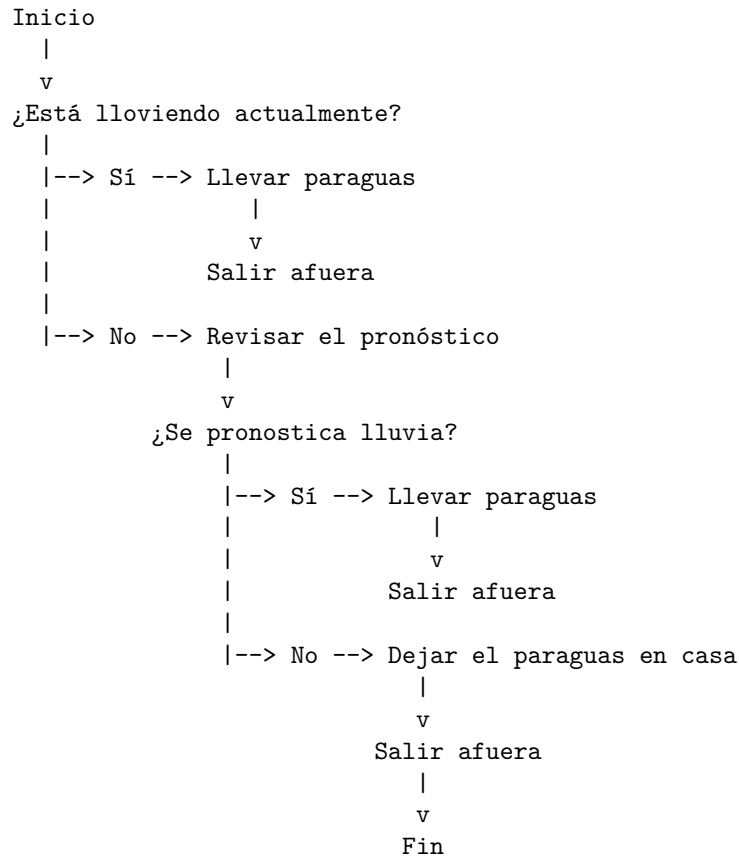 Inicio
|
v
¿Está lloviendo actualmente?
|
|--> Sí --> Llevar paraguas
| |
| v
| Salir afuera
|
|--> No --> Revisar el pronóstico
|
v
¿Se pronostica lluvia?
|
|--> Sí --> Llevar paraguas
| |
| v
| Salir afuera
|
|--> No --> Dejar el paraguas en casa
|
v
Salir afuera
|
v
Fin